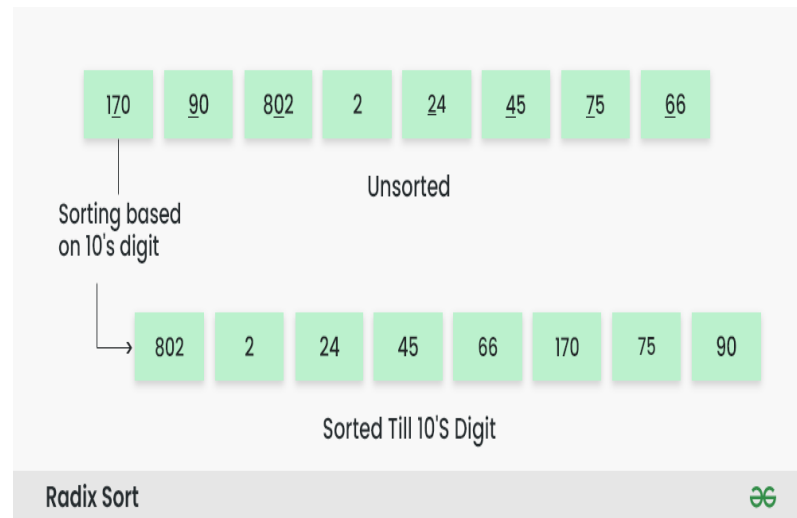 170 90 802 2 24 45 75 66
Unsorted
Sorting based
on 10's digit
802 2 24 45 66 170 75 90
Sorted Till 10'S Digit
Radix Sort